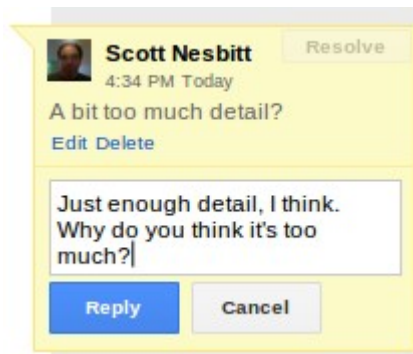 Scott Nesbitt
Resolve
4:34 PM Today
A bit too much detail?
Edit Delete
Just enough detail, I think.
Why do you think it's too
much?
Reply
Cancel